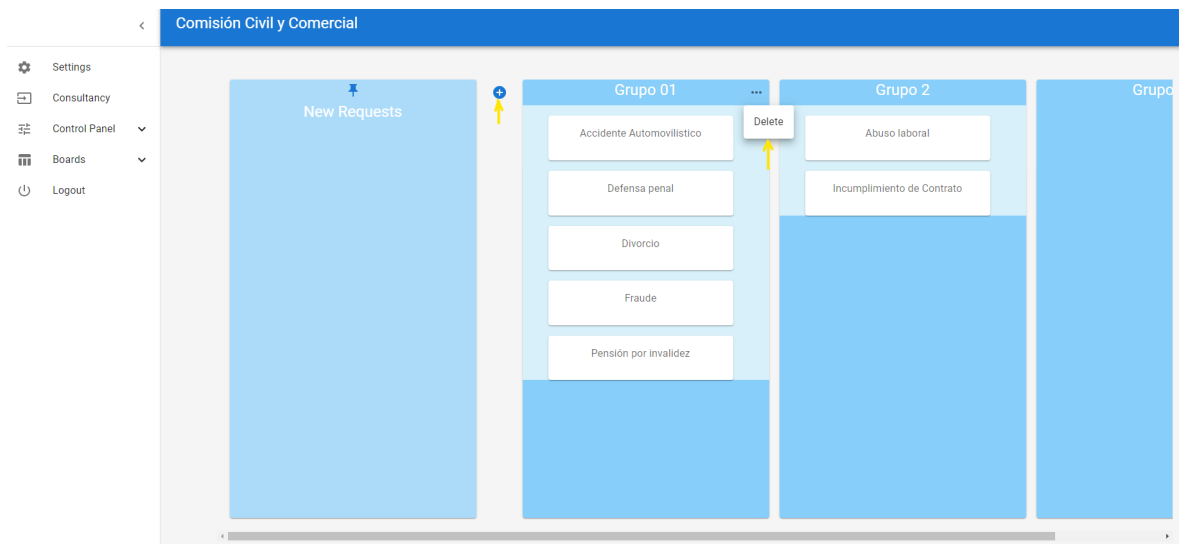 Comisión Civil y Comercial
Settings
Consultancy
Control Panel
Boards
Logout
New Requests
Grupo 01
Delete
Accidente Automovilistico
Defensa penal
Divorcio
Fraude
Pensión por invalidez
Grupo 2
Abuso laboral
Incumplimiento de Contrato
Grupo